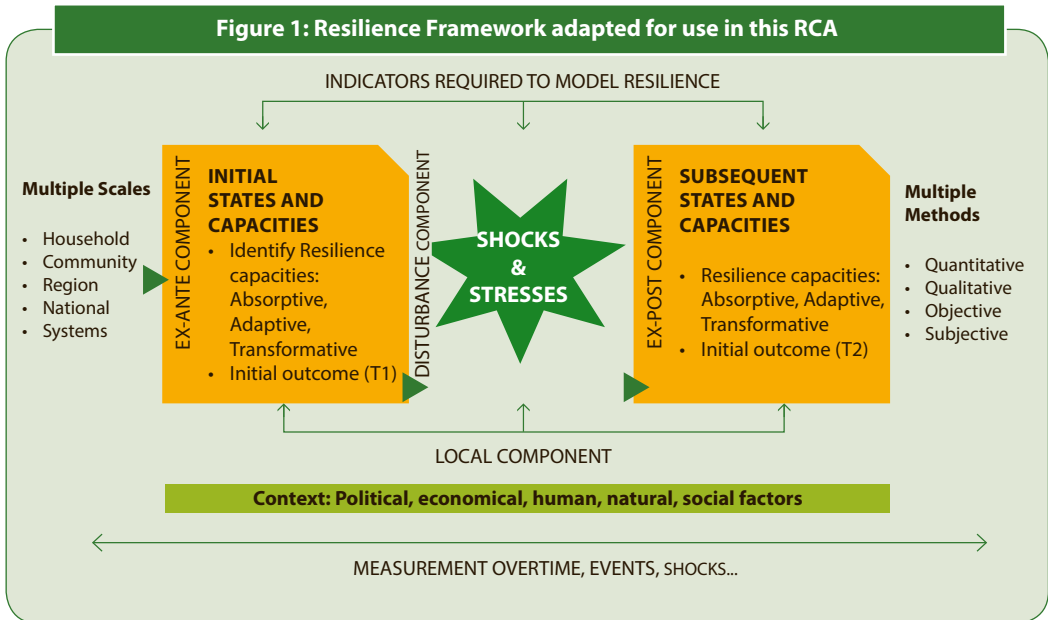 Figure 1: Resilience Framework adapted for use in this RCA
INDICATORS REQUIRED TO MODEL RESILIENCE
Multiple Scales
• Household
• Community
• Region
• National
• Systems
EX-ANTE COMPONENT
INITIAL
STATES AND
CAPACITIES
• Identify Resilience
capacities:
Absorptive,
Adaptive,
Transformative
• Initial outcome (T1)
DISTURBANCE COMPONENT
SHOCKS
&
STRESSES
EX-POST COMPONENT
SUBSEQUENT
STATES AND
CAPACITIES
• Resilience capacities:
Absorptive, Adaptive,
Transformative
• Initial outcome (T2)
Multiple
Methods
• Quantitative
• Qualitative
• Objective
• Subjective
LOCAL COMPONENT
Context: Political, economical, human, natural, social factors
MEASUREMENT OVERTIME, EVENTS, SHOCKS...